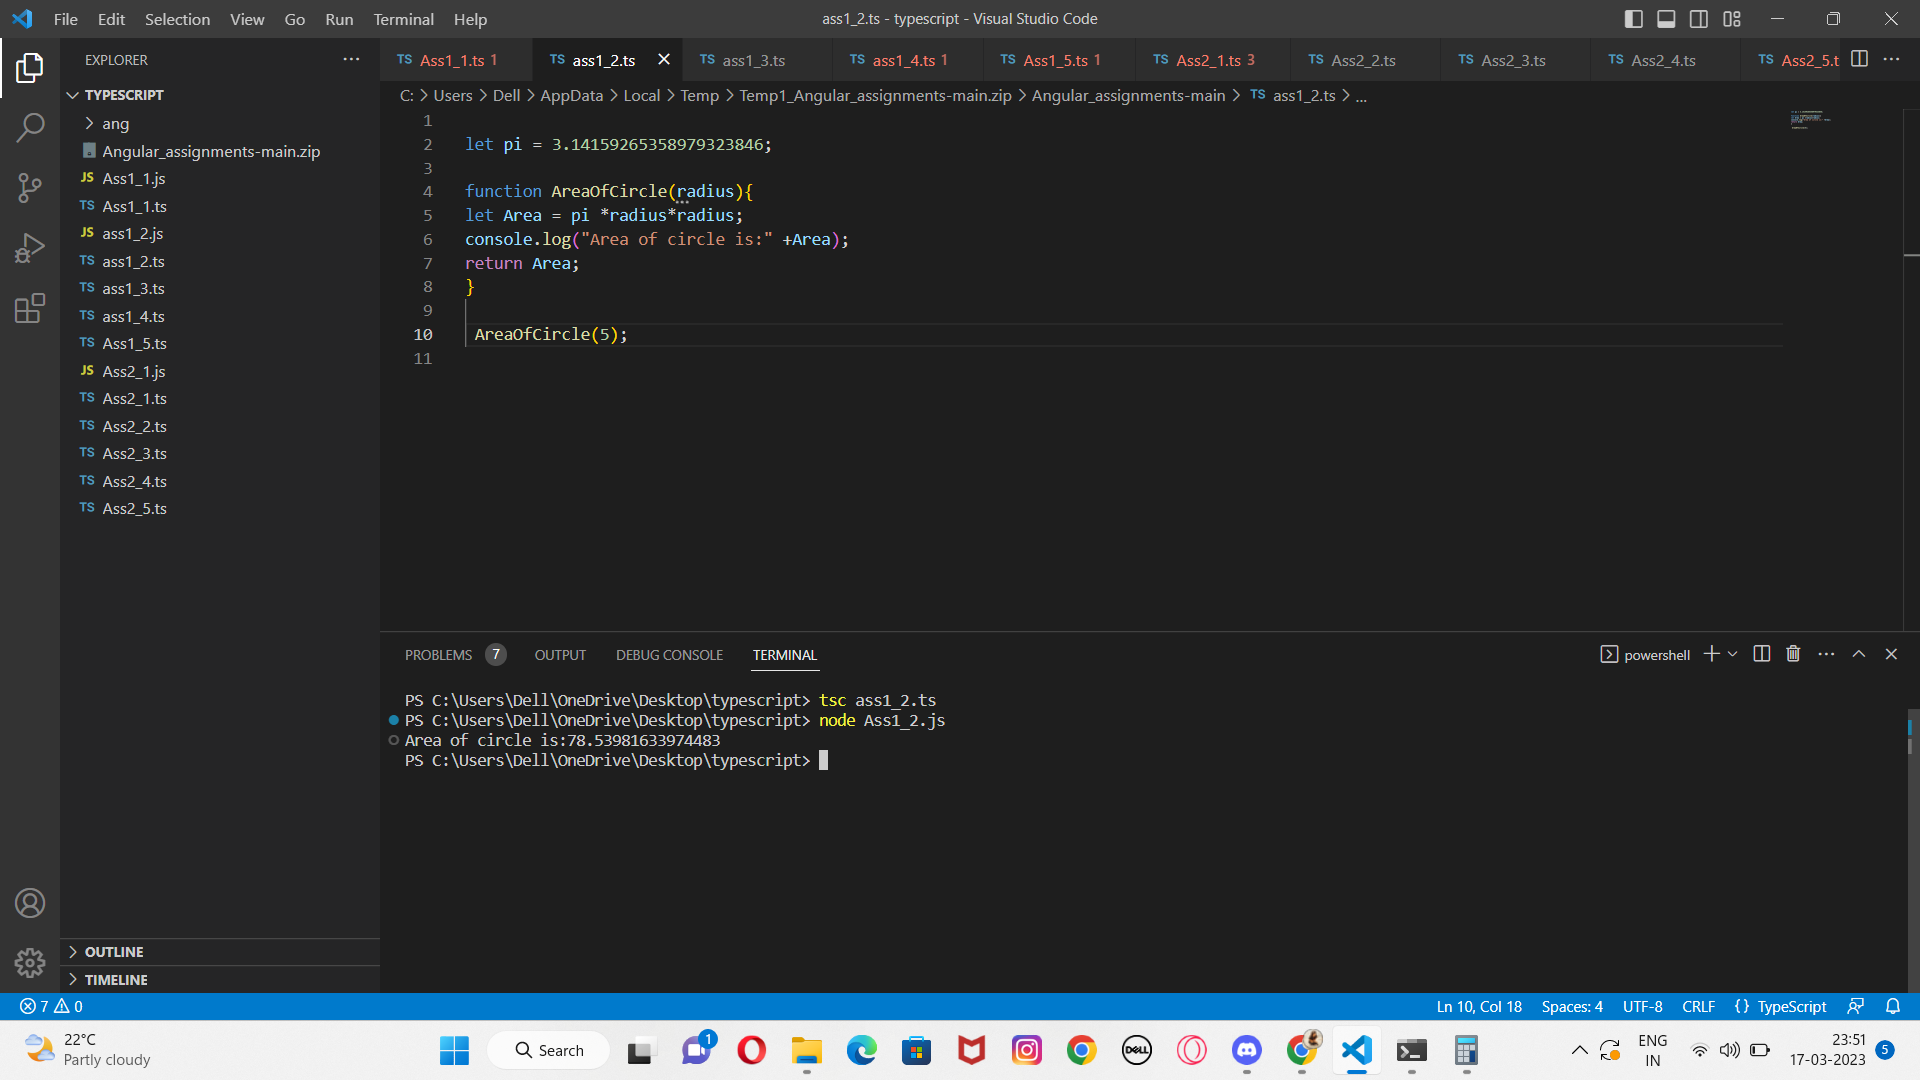 File Edit Selection View Go Run Terminal Help
ass1_2.ts - typescript - Visual Studio Code
EXPLORER
TYPESCRIPT
ang
Angular_assignments-main.zip
JS Ass1_1.js
TS Ass1_1.ts
JS ass1_2.js
TS ass1_2.ts
TS ass1_3.ts
TS ass1_4.ts
TS Ass1_5.ts
JS Ass2_1.js
TS Ass2_1.ts
TS Ass2_2.ts
TS Ass2_3.ts
TS Ass2_4.ts
TS Ass2_5.ts
OUTLINE
TIMELINE
TS Ass1_1.ts 1 TS ass1_2.ts TS ass1_3.ts TS ass1_4.ts 1 TS Ass1_5.ts 1 TS Ass2_1.ts 3 TS Ass2_2.ts TS Ass2_3.ts TS Ass2_4.ts TS Ass2_5.t
C: > Users > Dell > AppData > Local > Temp > Temp1_Angular_assignments-main.zip > Angular_assignments-main > TS ass1_2.ts > ...
1
2 let pi = 3.14159265358979323846;
3
4 function AreaOfCircle(radius){
5 let Area = pi *radius*radius;
6 console.log("Area of circle is:" +Area);
7 return Area;
8 }
9
10 AreaOfCircle(5);
11
PROBLEMS 7 OUTPUT DEBUG CONSOLE TERMINAL
powershell
PS C:\Users\Dell\OneDrive\Desktop\typescript> tsc ass1_2.ts
PS C:\Users\Dell\OneDrive\Desktop\typescript> node Ass1_2.js
Area of circle is:78.53981633974483
PS C:\Users\Dell\OneDrive\Desktop\typescript>
7 0
Ln 10, Col 18 Spaces: 4 UTF-8 CRLF {} TypeScript
22°C
Partly cloudy
Search
1
DELL
ENG
IN
23:51
17-03-2023
5